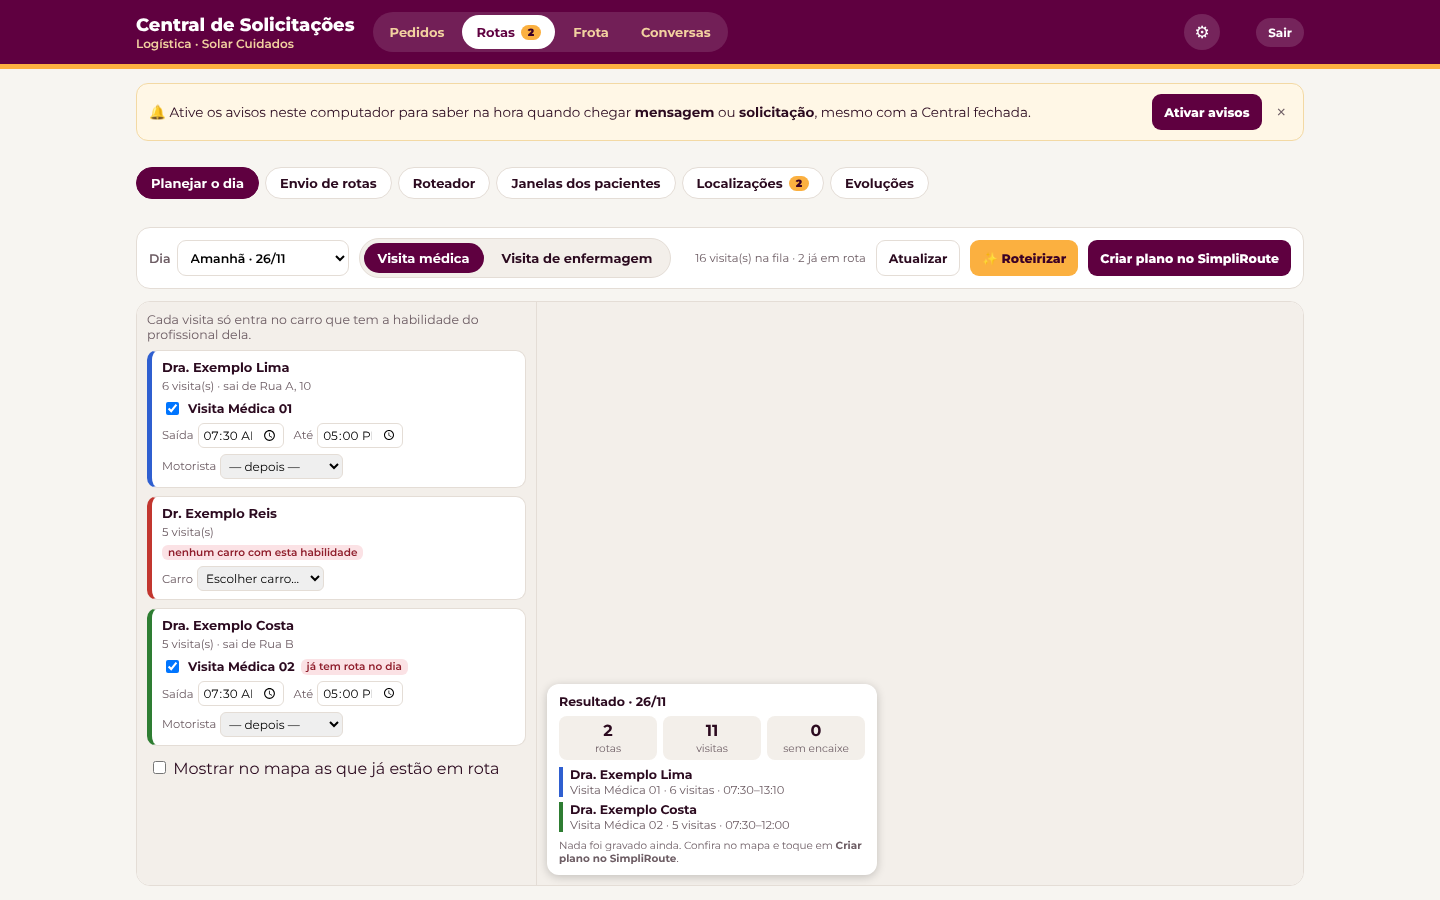 Central de Solicitações
Logística · Solar Cuidados
Pedidos
Rotas 2
Frota
Conversas
Sair
Ative os avisos neste computador para saber na hora quando chegar mensagem ou solicitação, mesmo com a Central fechada.
Ativar avisos
×
Planejar o dia
Envio de rotas
Roteador
Janelas dos pacientes
Localizações 2
Evoluções
Dia
Amanhã · 26/11
Visita médica
Visita de enfermagem
16 visita(s) na fila · 2 já em rota
Atualizar
✨ Roteirizar
Criar plano no SimpliRoute
Cada visita só entra no carro que tem a habilidade do
profissional dela.
Dra. Exemplo Lima
6 visita(s) · sai de Rua A, 10
Visita Médica 01
Saída 07:30 Al Até 05:00 P
Motorista — depois —
Dr. Exemplo Reis
5 visita(s)
nenhum carro com esta habilidade
Carro Escolher carro...
Dra. Exemplo Costa
5 visita(s) · sai de Rua B
Visita Médica 02 já tem rota no dia
Saída 07:30 Al Até 05:00 P
Motorista — depois —
Mostrar no mapa as que já estão em rota
Resultado · 26/11
2
rotas
11
visitas
0
sem encaixe
Dra. Exemplo Lima
Visita Médica 01 · 6 visitas · 07:30–13:10
Dra. Exemplo Costa
Visita Médica 02 · 5 visitas · 07:30–12:00
Nada foi gravado ainda. Confira no mapa e toque em Criar
plano no SimpliRoute.